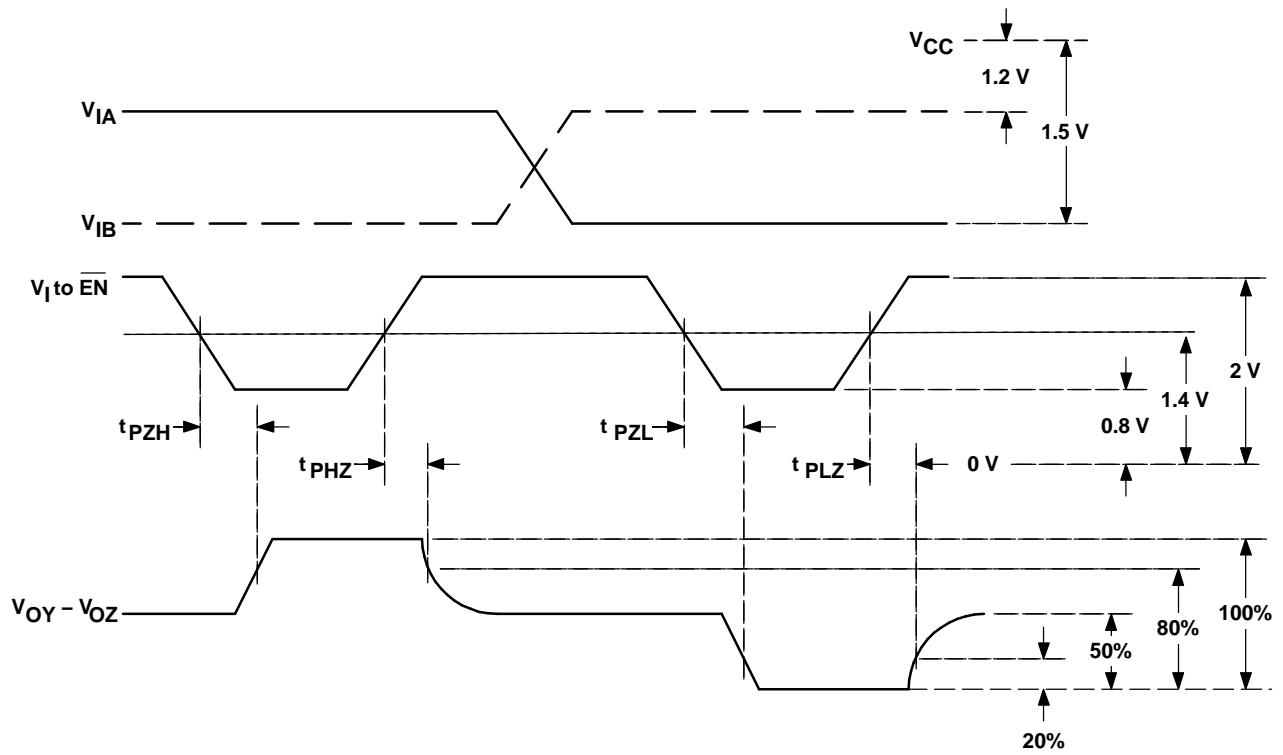 VCC
1.2 V
VIA
1.5 V
VIB
VI to EN
2 V
1.4 V
0.8 V
tPZH
tPZL
tPHZ
tPLZ
0 V
VOY – VOZ
100%
80%
50%
20%